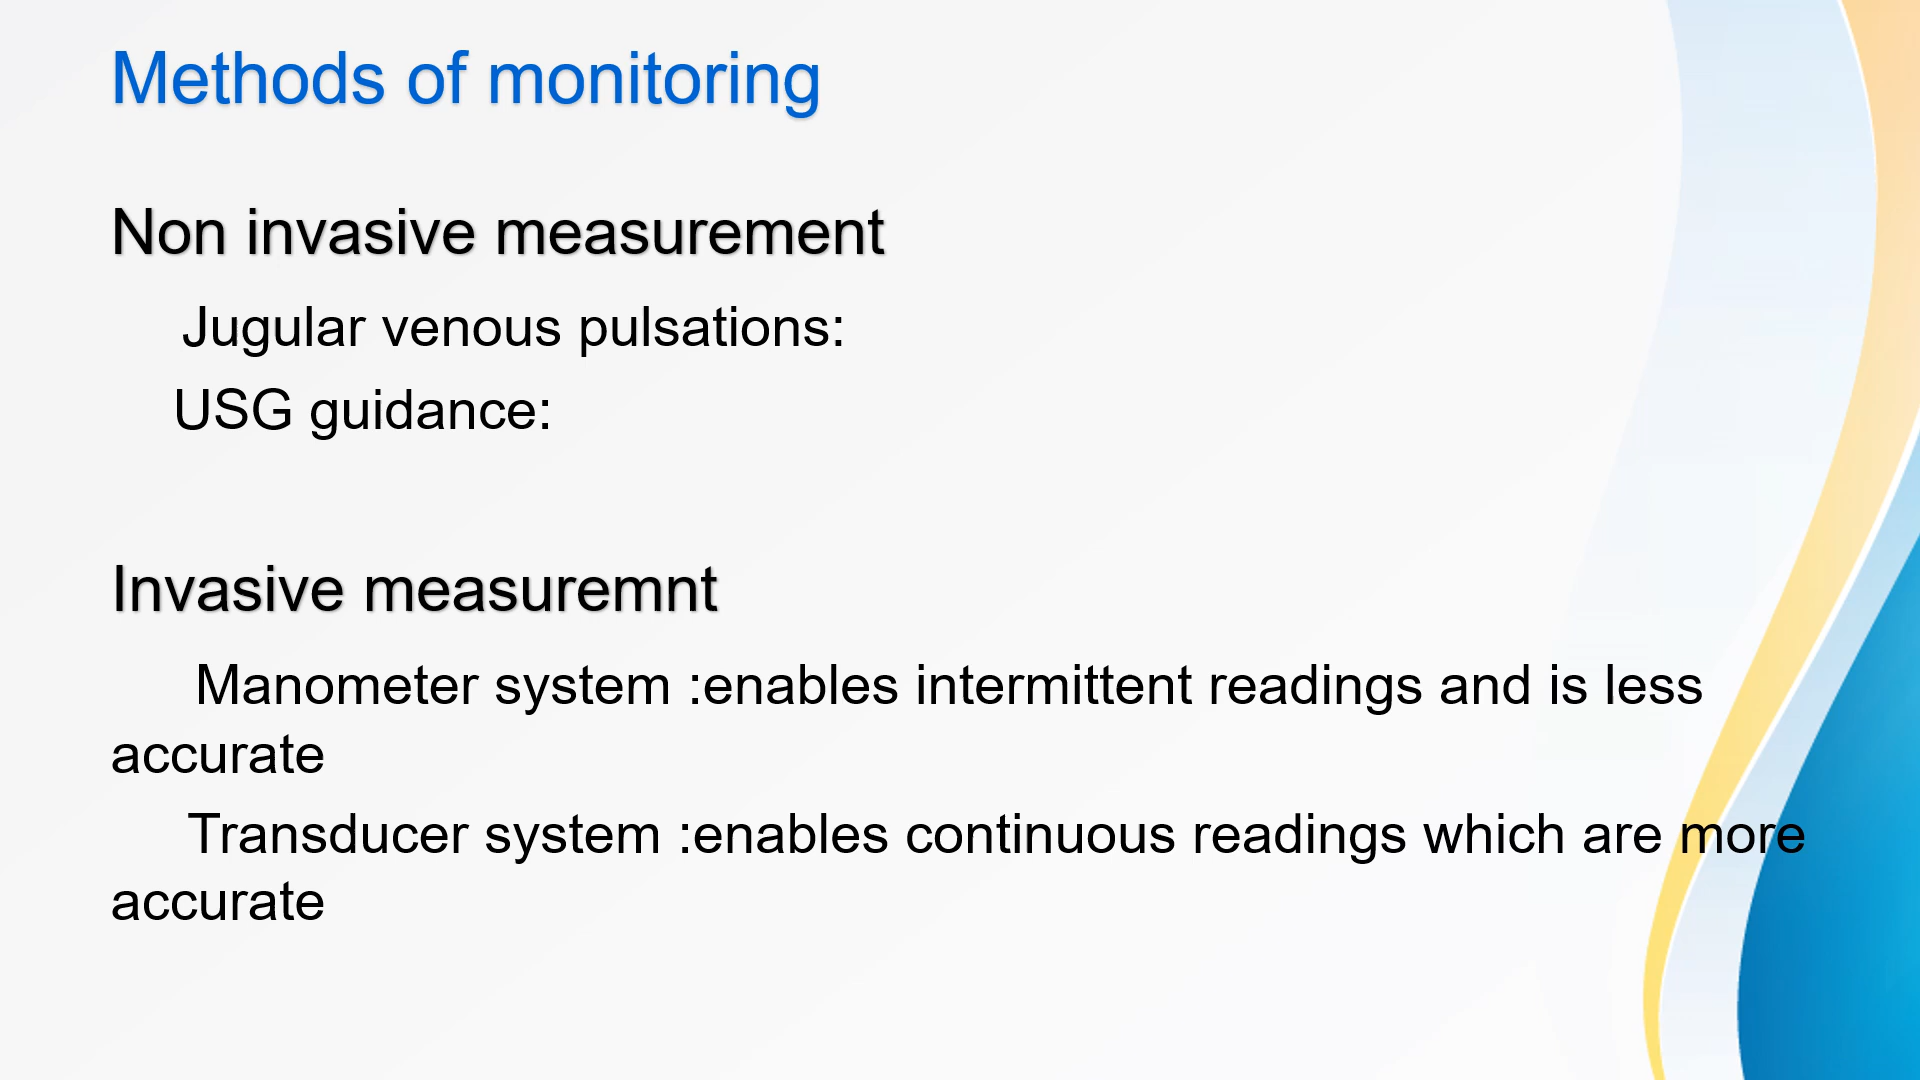 Methods of monitoring
Non invasive measurement
Jugular venous pulsations:
USG guidance:
Invasive measuremnt
Manometer system :enables intermittent readings and is less
accurate
Transducer system :enables continuous readings which are more
accurate